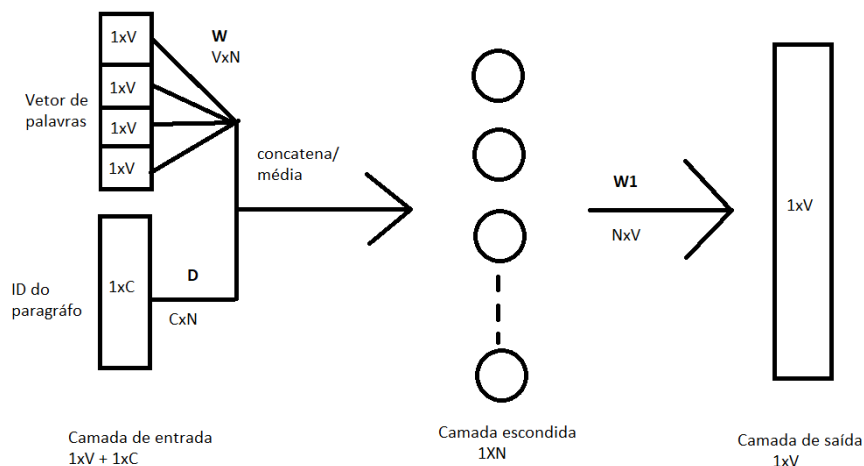 1xV
1xV
1xV
1xV
Vetor de
palavras
W
VxN
concatena/
média
ID do
paragráfo
1xC
D
CxN
W1
NxV
1xV
Camada de entrada
1xV + 1xC
Camada escondida
1XN
Camada de saída
1xV